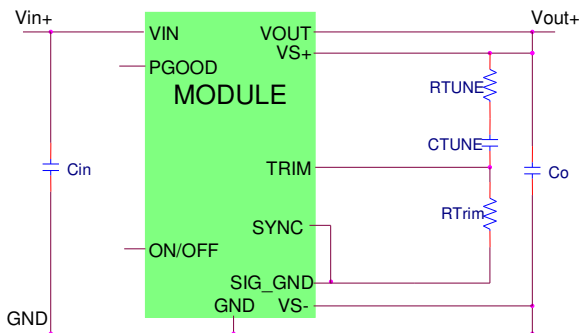 Vin+
Vout+
VIN
VOUT
VS+
PGOOD
RTUNE
MODULE
CTUNE
TRIM
Cin
Co
RTrim
SYNC
ON/OFF
SIG_GND
GND
GND
VS-